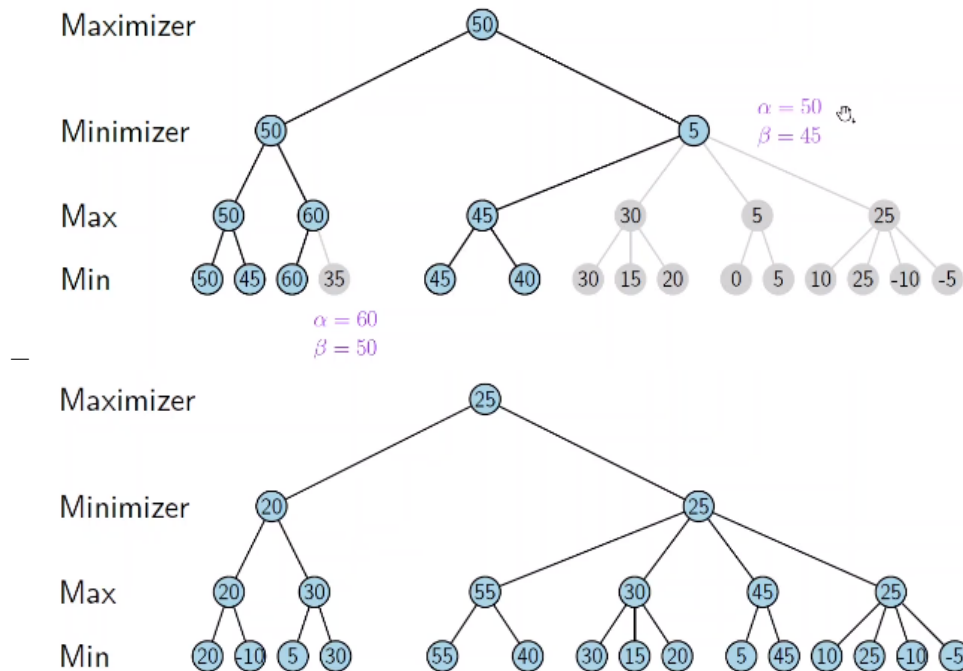 Maximizer 50
Minimizer 50 5 α = 50
β = 45
Max 50 60 45 30 5 25
Min 50 45 60 35 45 40 30 15 20 0 5 10 25 -10 -5
α = 60
β = 50
Maximizer 25
Minimizer 20 25
Max 20 30 55 30 45 25
Min 20 -10 5 30 55 40 30 15 20 5 45 10 25 -10 -5